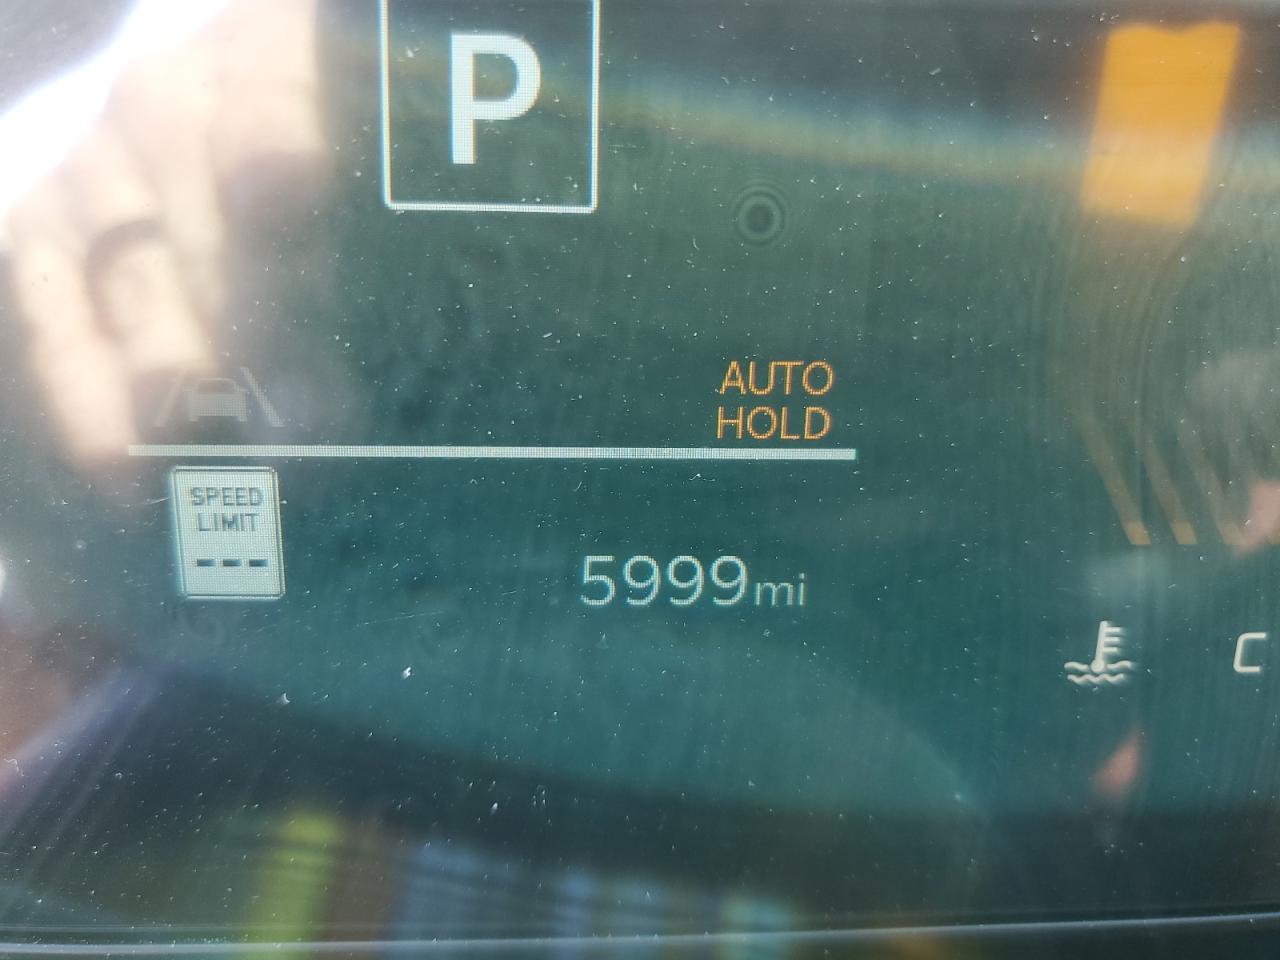 P
AUTO
HOLD
SPEED
LIMIT
---
5999mi
C